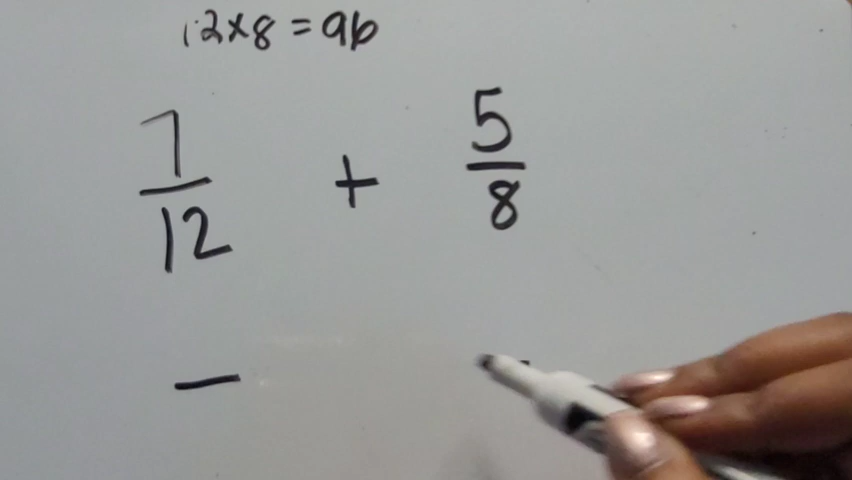 12x8 = 96
7/12 + 5/8